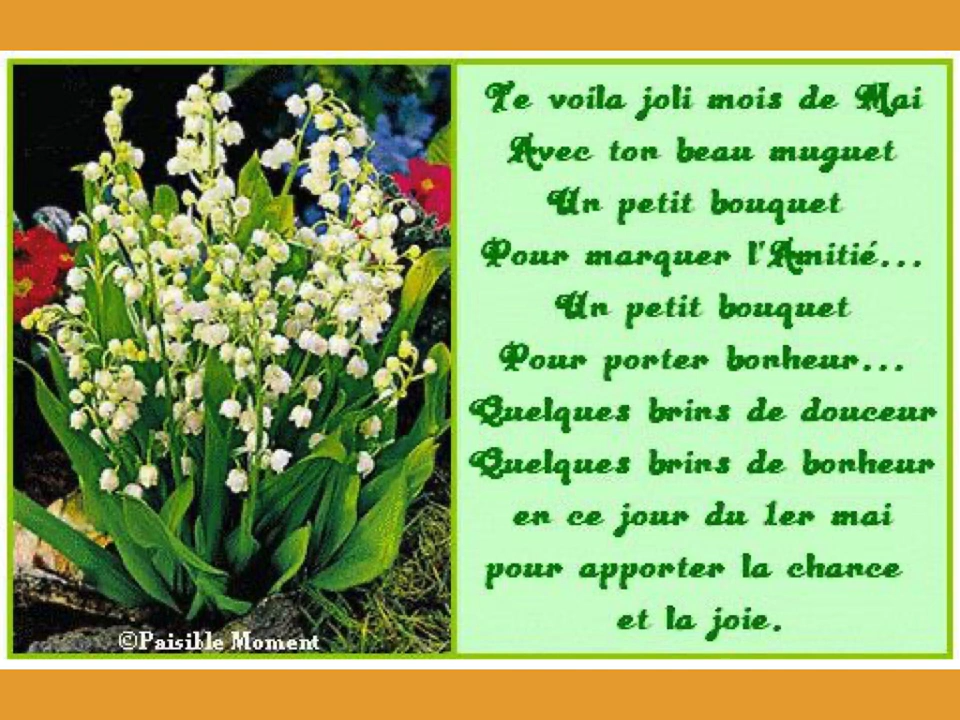 Te voila joli mois de Mai
Avec ton beau muguet
Un petit bouquet
Pour marquer l'Amitié...
Un petit bouquet
Pour porter bonheur...
Quelques brins de douceur
Quelques brins de bonheur
en ce jour du 1er mai
pour apporter la chance
et la joie.
©Paisible Moment